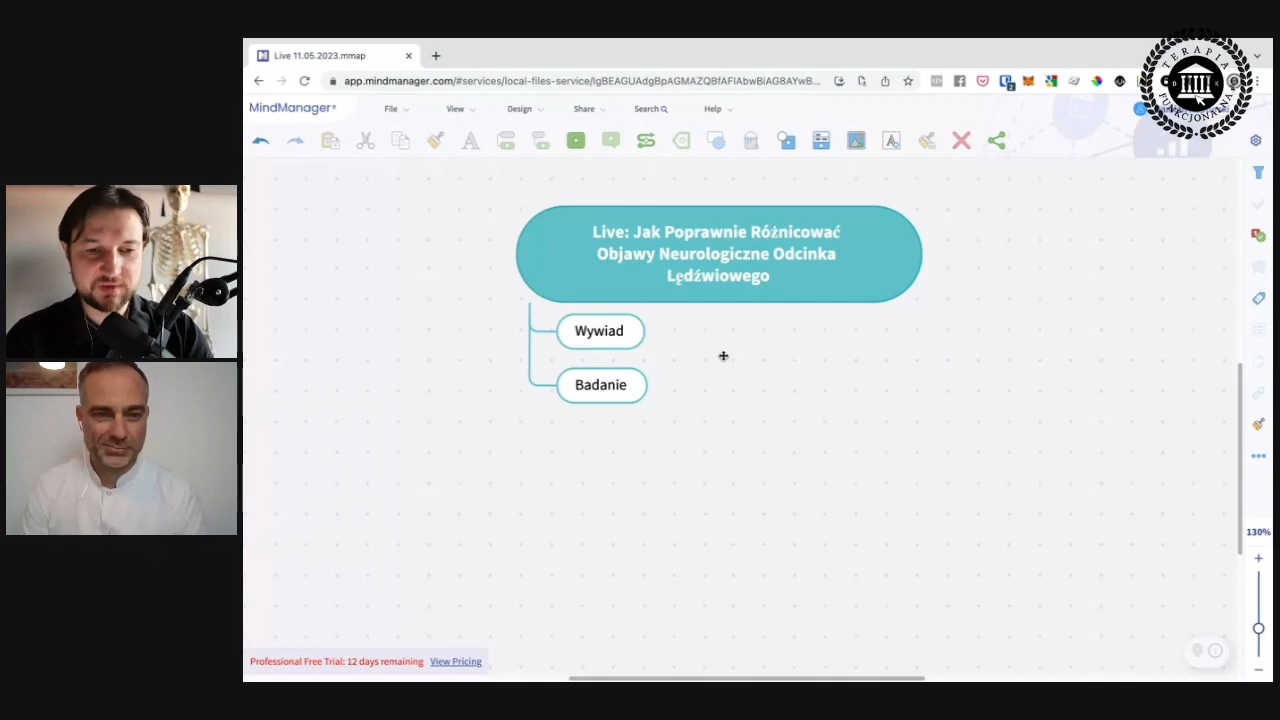 Live 11.05.2023.mmap
app.mindmanager.com/#services/local-files-service/IgBEAGUAdgBpAGMAZQBfAFIAbwBiAG8AYwB...
TERAPIA
FUNKCJONALNA
MindManager
File
View
Design
Share
Search
Help
Live: Jak Poprawnie Różnicować
Objawy Neurologiczne Odcinka
Lędźwiowego
Wywiad
Badanie
130%
Professional Free Trial: 12 days remaining View Pricing